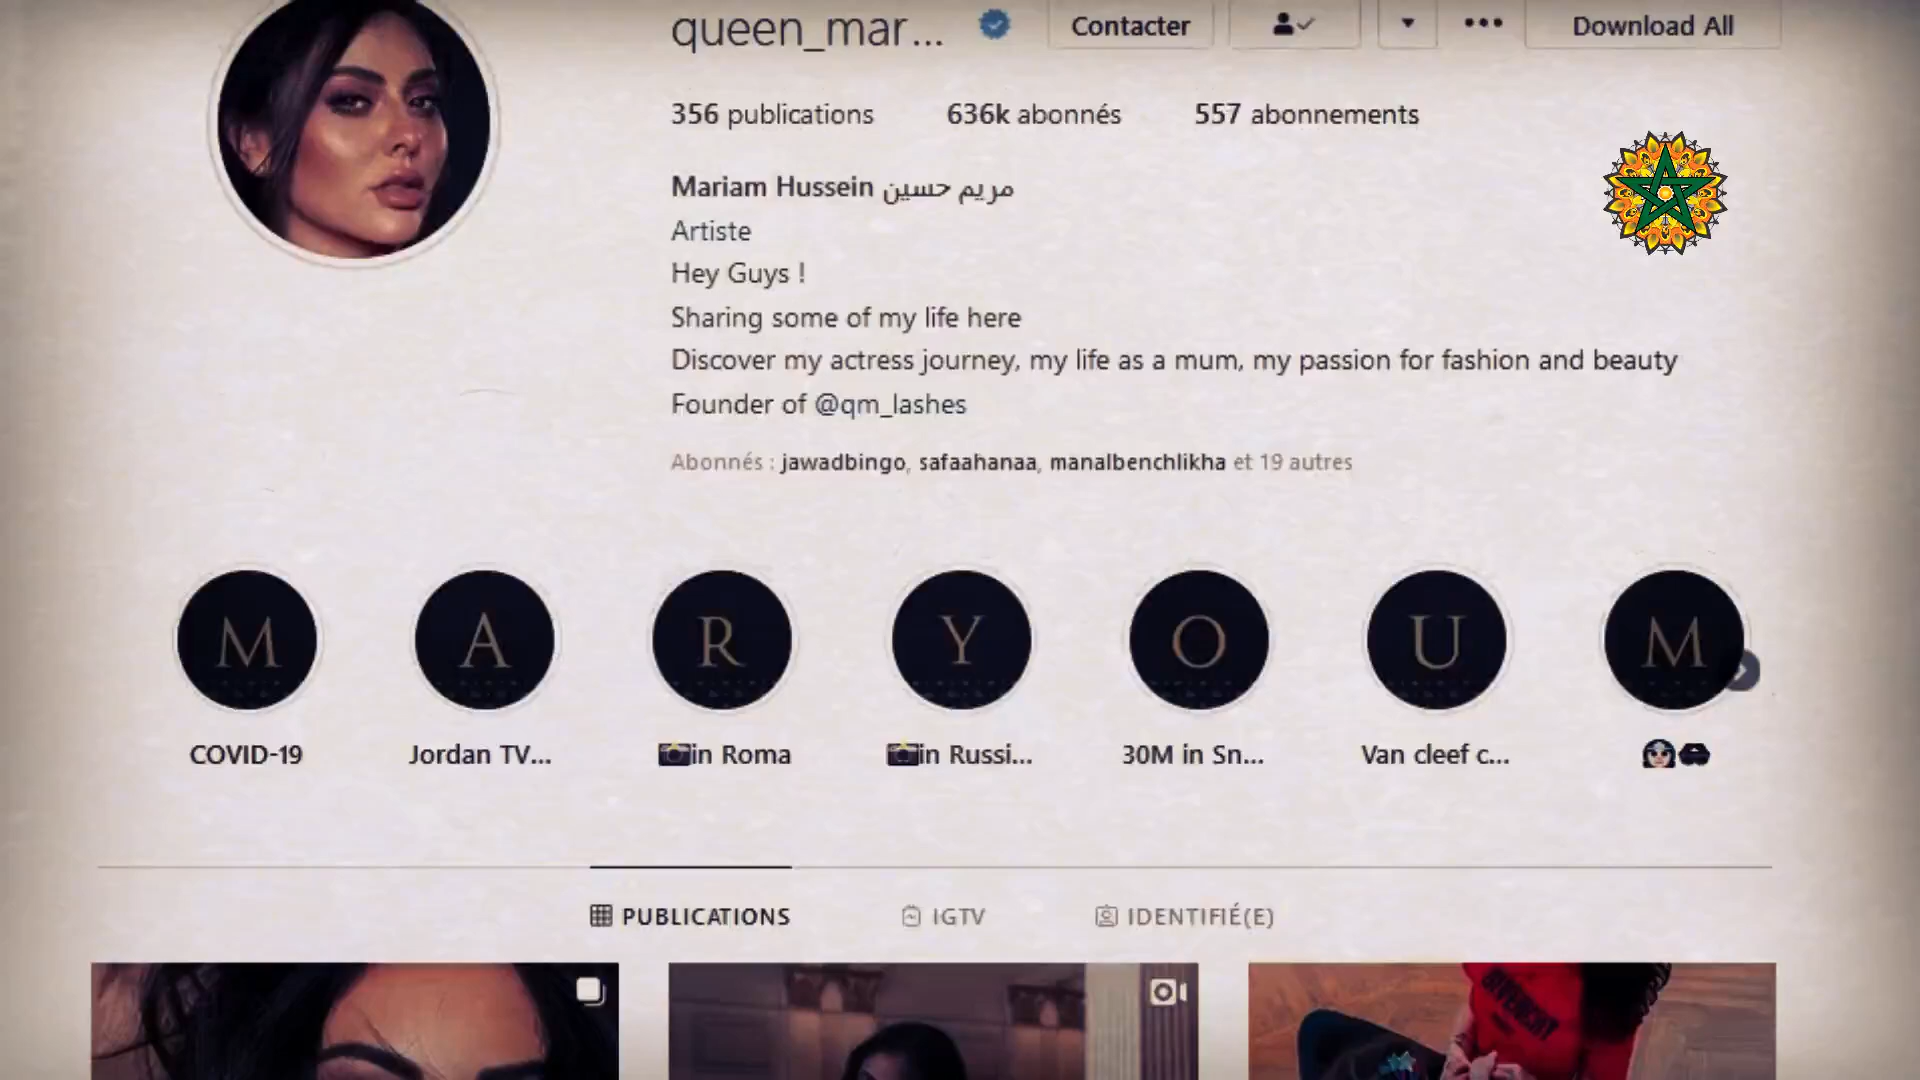 queen_mar...
Contacter
Download All
356 publications 636k abonnés 557 abonnements
Mariam Hussein مريم حسين
Artiste
Hey Guys !
Sharing some of my life here
Discover my actress journey, my life as a mum, my passion for fashion and beauty
Founder of @qm_lashes
Abonnés : jawadbingo, safaahanaa, manalbenchlikha et 19 autres
M A R Y O U M
COVID-19 Jordan TV... 📷in Roma 📷in Russi... 30M in Sn... Van cleef c...
PUBLICATIONS IGTV IDENTIFIÉ(E)
GIVENCHY